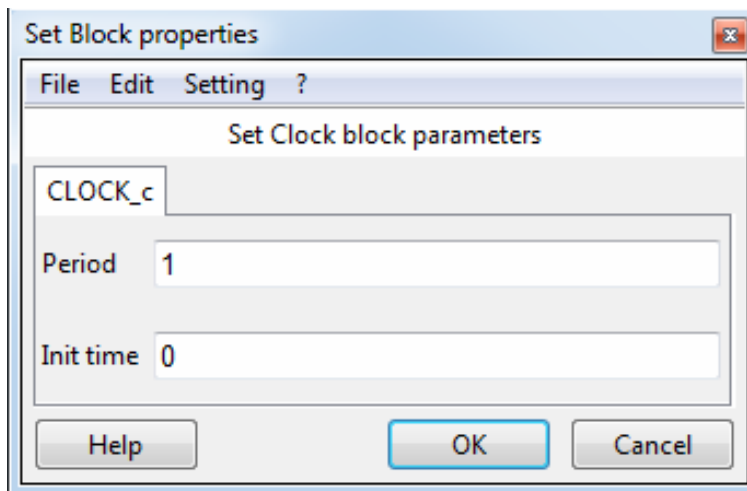 Set Block properties
File Edit Setting ?
Set Clock block parameters
CLOCK_c
Period 1
Init time 0
Help OK Cancel